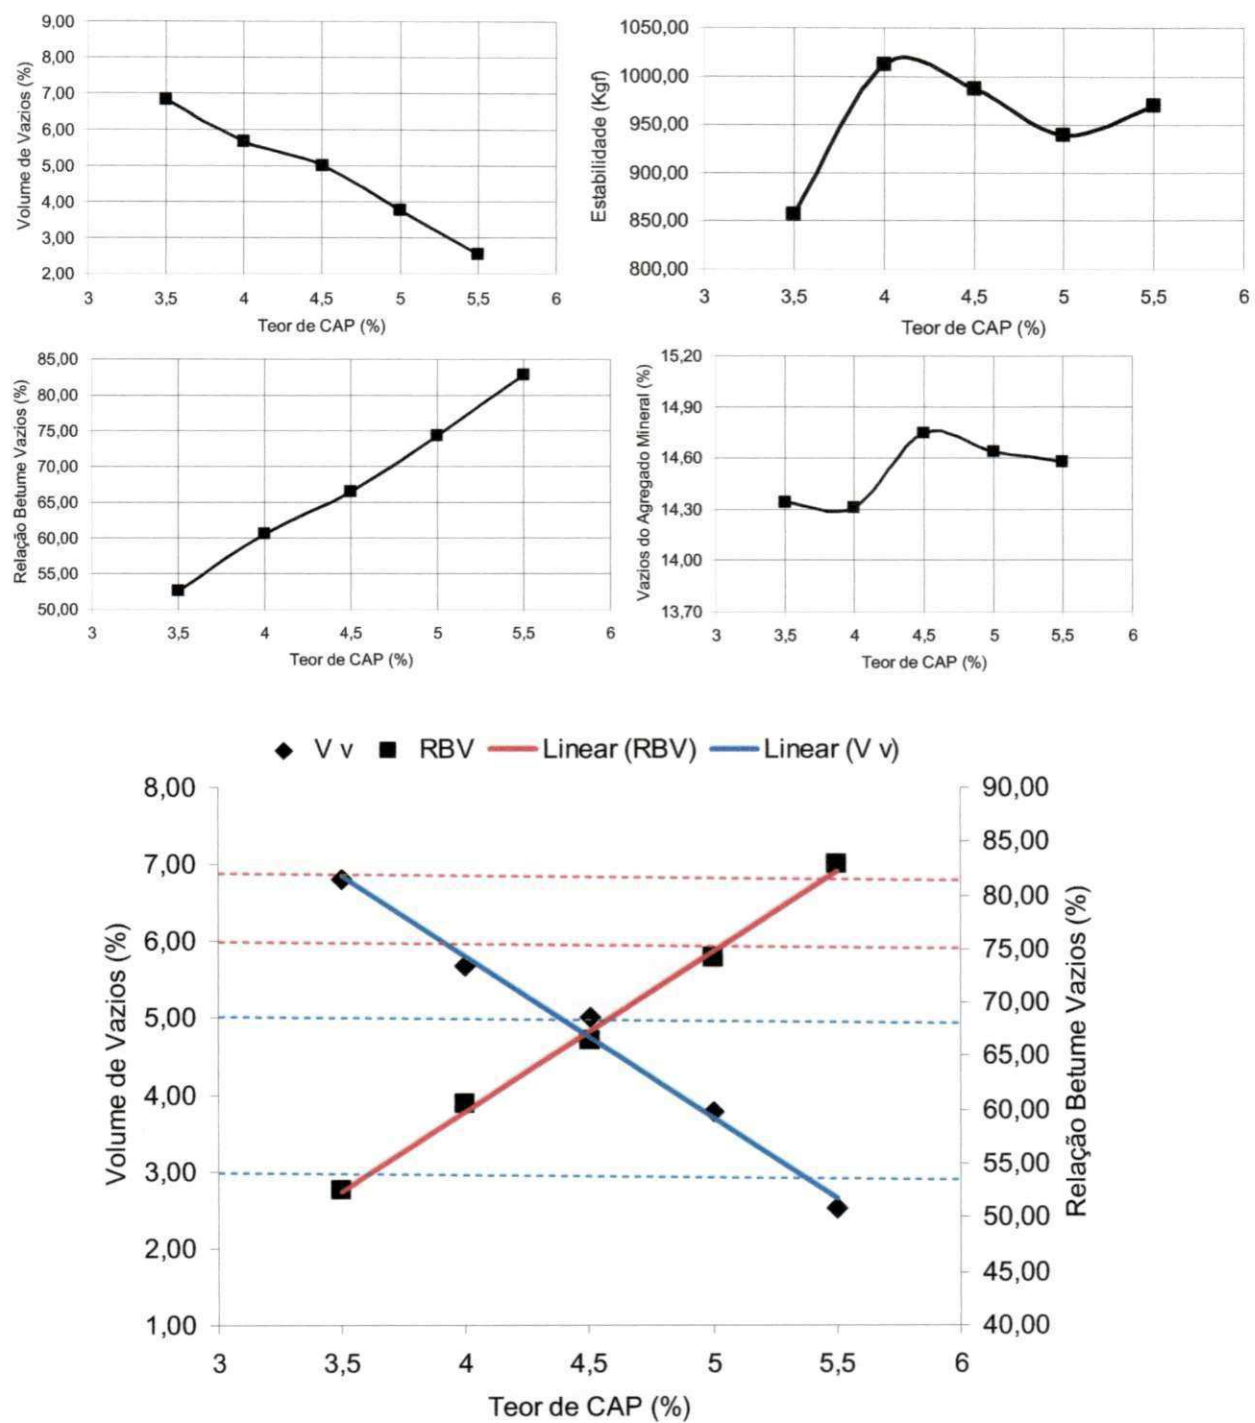 9,00
8,00
7,00
6,00
5,00
4,00
3,00
2,00
Volume de Vazios (%)
3 3,5 4 4,5 5 5,5 6
Teor de CAP (%)
1050,00
1000,00
950,00
900,00
850,00
800,00
Estabilidade (Kgf)
3 3,5 4 4,5 5 5,5 6
Teor de CAP (%)
85,00
80,00
75,00
70,00
65,00
60,00
55,00
50,00
Relação Betume Vazios (%)
3 3,5 4 4,5 5 5,5 6
Teor de CAP (%)
15,20
14,90
14,60
14,30
14,00
13,70
Vazios do Agregado Mineral (%)
3 3,5 4 4,5 5 5,5 6
Teor de CAP (%)
V v RBV Linear (RBV) Linear (V v)
8,00
7,00
6,00
5,00
4,00
3,00
2,00
1,00
Volume de Vazios (%)
90,00
85,00
80,00
75,00
70,00
65,00
60,00
55,00
50,00
45,00
40,00
Relação Betume Vazios (%)
3 3,5 4 4,5 5 5,5 6
Teor de CAP (%)